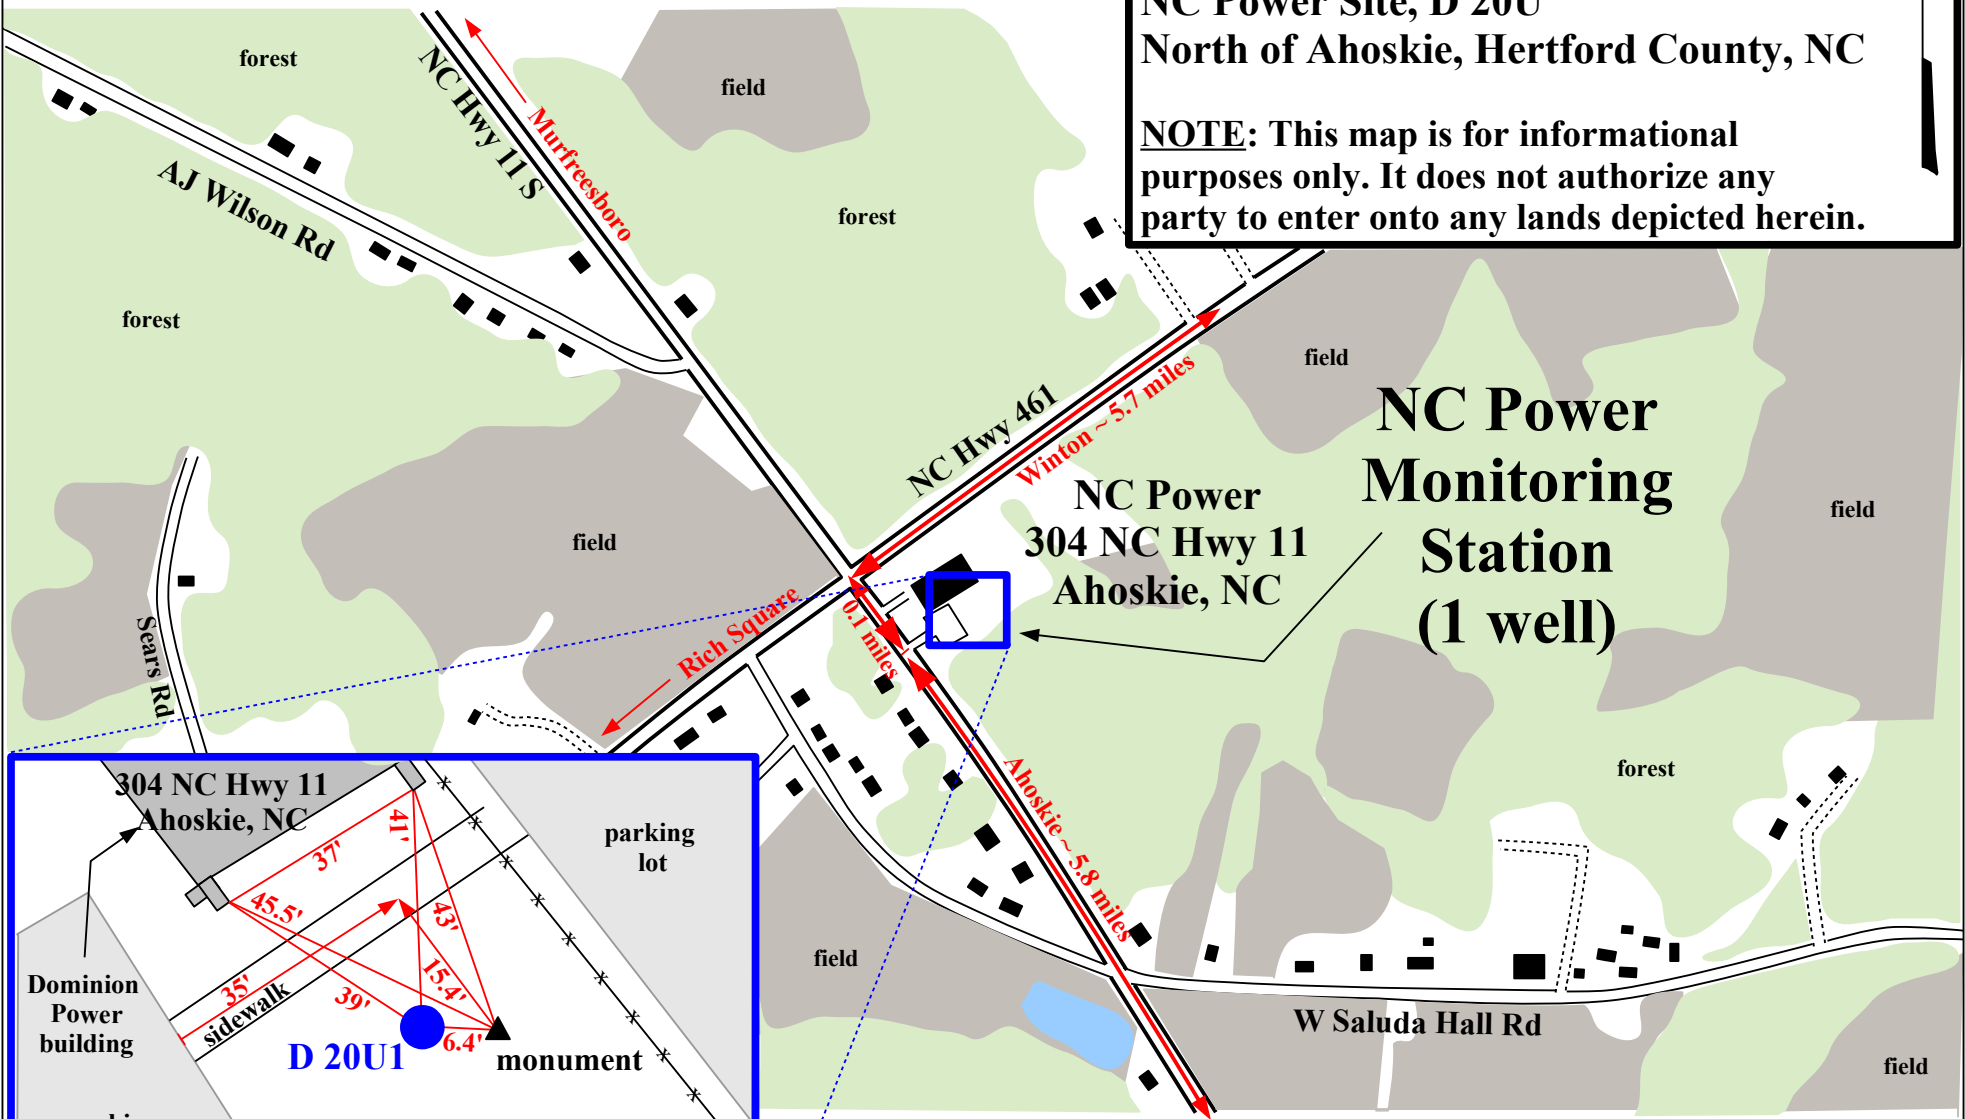 NC Power Site, D 20U
North of Ahoskie, Hertford County, NC
NOTE: This map is for informational
purposes only. It does not authorize any
party to enter onto any lands depicted herein.
forest
field
NC Hwy 11 S
Murfreesboro
AJ Wilson Rd
forest
forest
field
NC Hwy 461
Winton ~ 5.7 miles
NC Power
Monitoring
Station
(1 well)
NC Power
304 NC Hwy 11
Ahoskie, NC
field
field
Rich Square
0.1 miles
Sears Rd
Ahoskie ~ 5.8 miles
forest
field
W Saluda Hall Rd
field
304 NC Hwy 11
Ahoskie, NC
parking
lot
37'
41'
45.5'
43'
35'
39'
15.4'
6.4'
sidewalk
Dominion
Power
building
D 20U1
monument